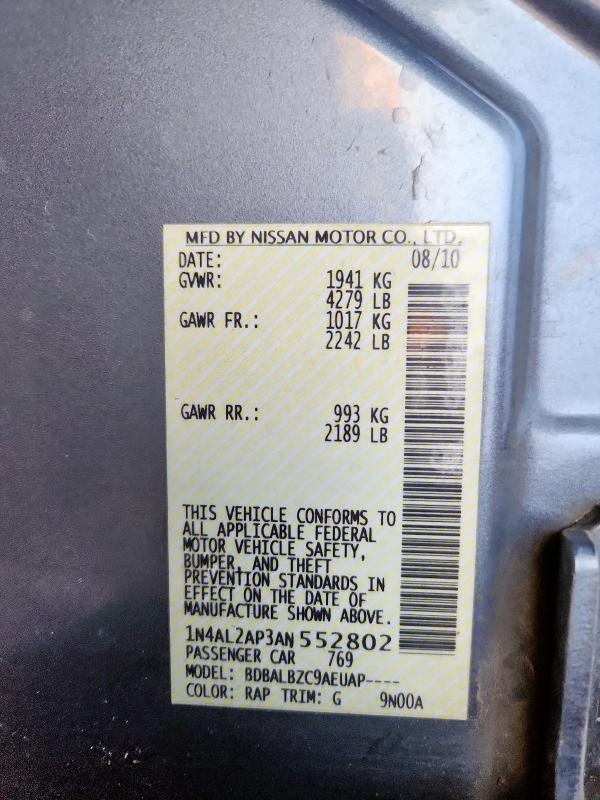 MFD BY NISSAN MOTOR CO., LTD.
DATE: 08/10
GVWR: 1941 KG
4279 LB
GAWR FR.: 1017 KG
2242 LB
GAWR RR.: 993 KG
2189 LB
THIS VEHICLE CONFORMS TO
ALL APPLICABLE FEDERAL
MOTOR VEHICLE SAFETY,
BUMPER, AND THEFT
PREVENTION STANDARDS IN
EFFECT ON THE DATE OF
MANUFACTURE SHOWN ABOVE.
1N4AL2AP3AN552802
PASSENGER CAR 769
MODEL: BDBALBZC9AEUAP----
COLOR: RAP TRIM: G 9N00A